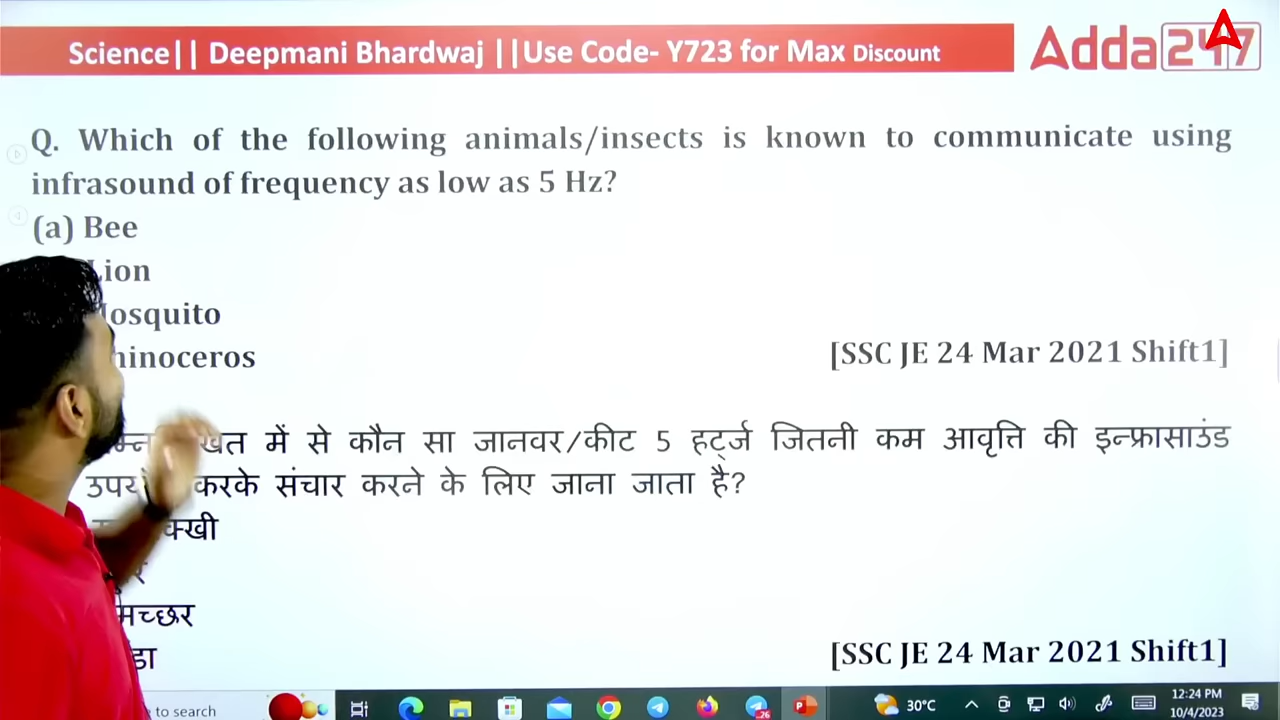 Science|| Deepmani Bhardwaj ||Use Code- Y723 for Max Discount
Adda247
Q. Which of the following animals/insects is known to communicate using
infrasound of frequency as low as 5 Hz?
(a) Bee
Lion
Mosquito
hinoceros
[SSC JE 24 Mar 2021 Shift1]
में से कौन सा जानवर/कीट 5 हर्ट्ज जितनी कम आवृत्ति की इन्फ्रासाउंड
करके संचार करने के लिए जाना जाता है?
क्खी
मच्छर
डा
[SSC JE 24 Mar 2021 Shift1]
to search
26
30°C
12:24 PM
10/4/2023